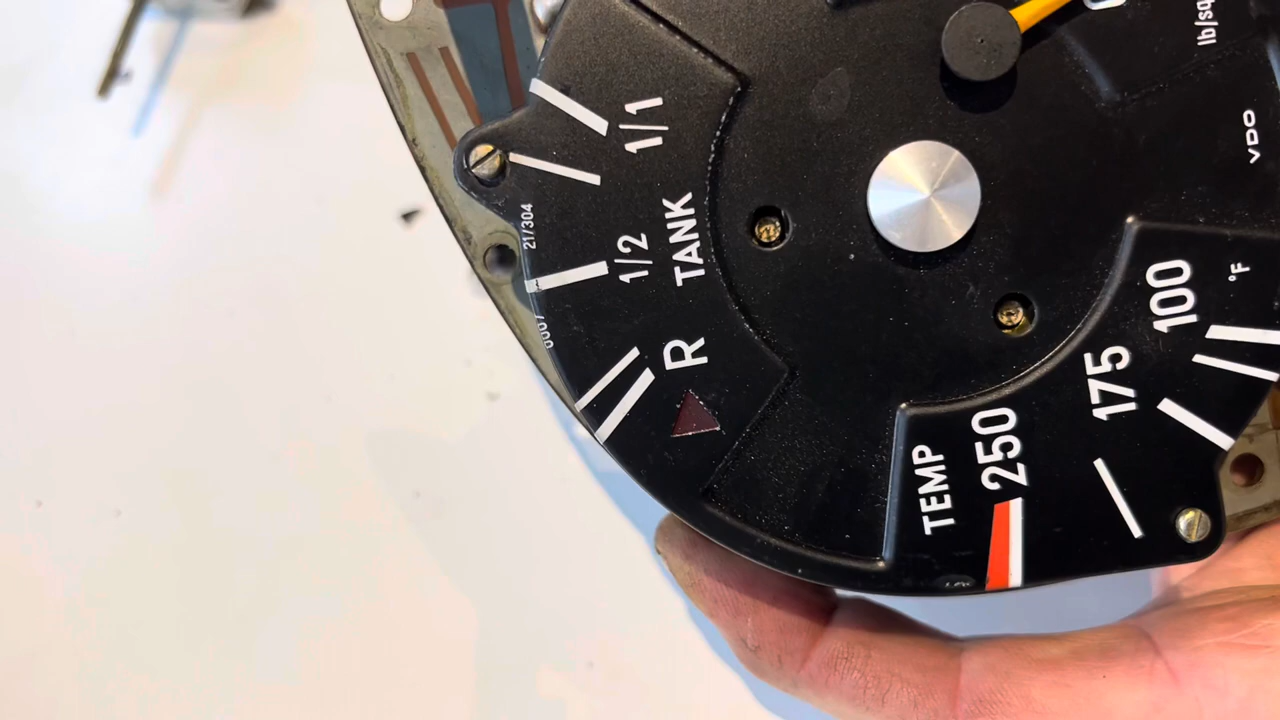 1/1
1/2
TANK
R
21/304
lb/sq
VDO
°F
100
175
250
TEMP